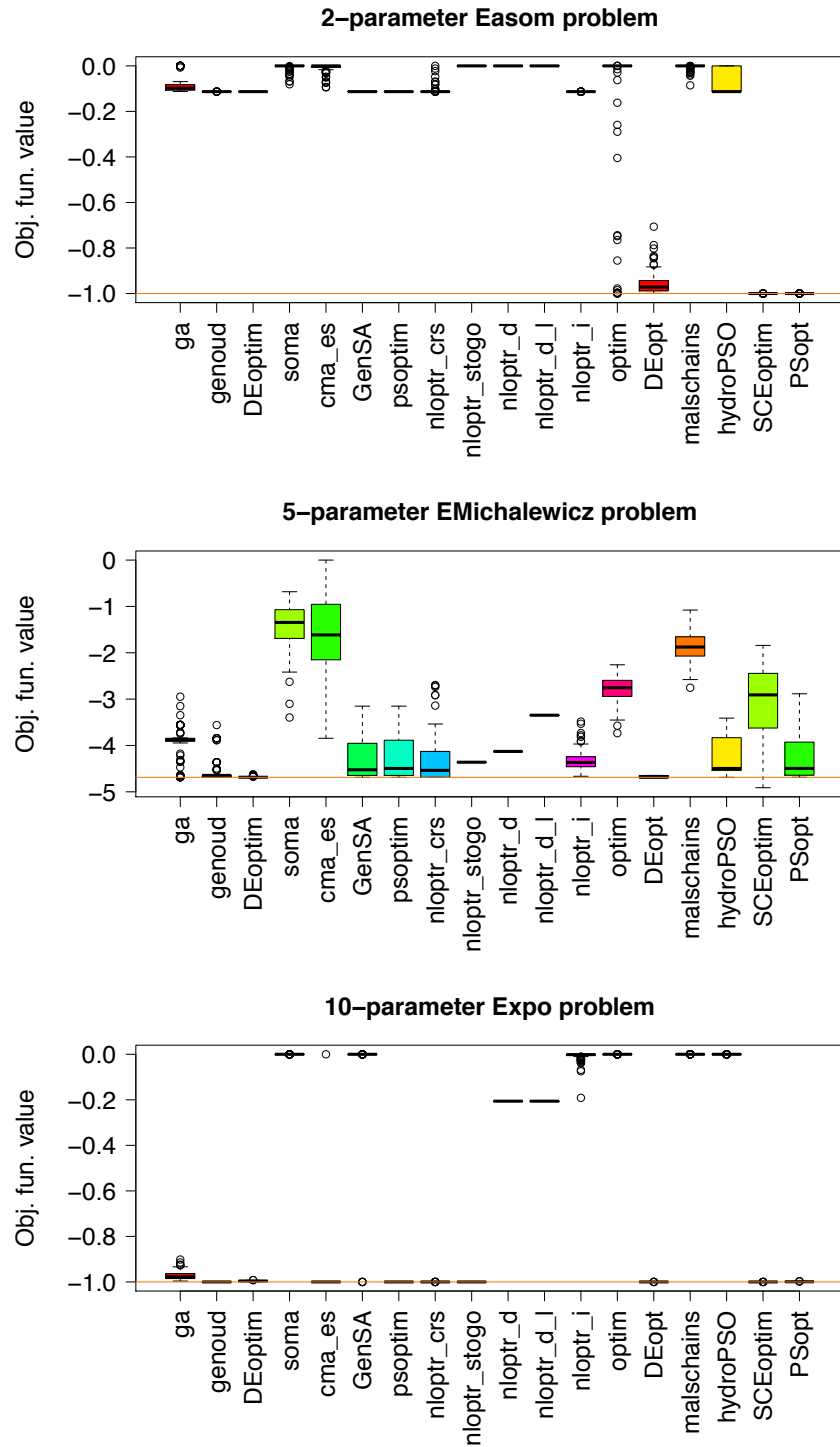 2−parameter Easom problem
Obj. fun. value
0.0
−0.2
−0.4
−0.6
−0.8
−1.0
ga
genoud
DEoptim
soma
cma_es
GenSA
psoptim
nloptr_crs
nloptr_stogo
nloptr_d
nloptr_d_l
nloptr_i
optim
DEopt
malschains
hydroPSO
SCEoptim
PSopt
5−parameter EMichalewicz problem
Obj. fun. value
0
−1
−2
−3
−4
−5
ga
genoud
DEoptim
soma
cma_es
GenSA
psoptim
nloptr_crs
nloptr_stogo
nloptr_d
nloptr_d_l
nloptr_i
optim
DEopt
malschains
hydroPSO
SCEoptim
PSopt
10−parameter Expo problem
Obj. fun. value
0.0
−0.2
−0.4
−0.6
−0.8
−1.0
ga
genoud
DEoptim
soma
cma_es
GenSA
psoptim
nloptr_crs
nloptr_stogo
nloptr_d
nloptr_d_l
nloptr_i
optim
DEopt
malschains
hydroPSO
SCEoptim
PSopt